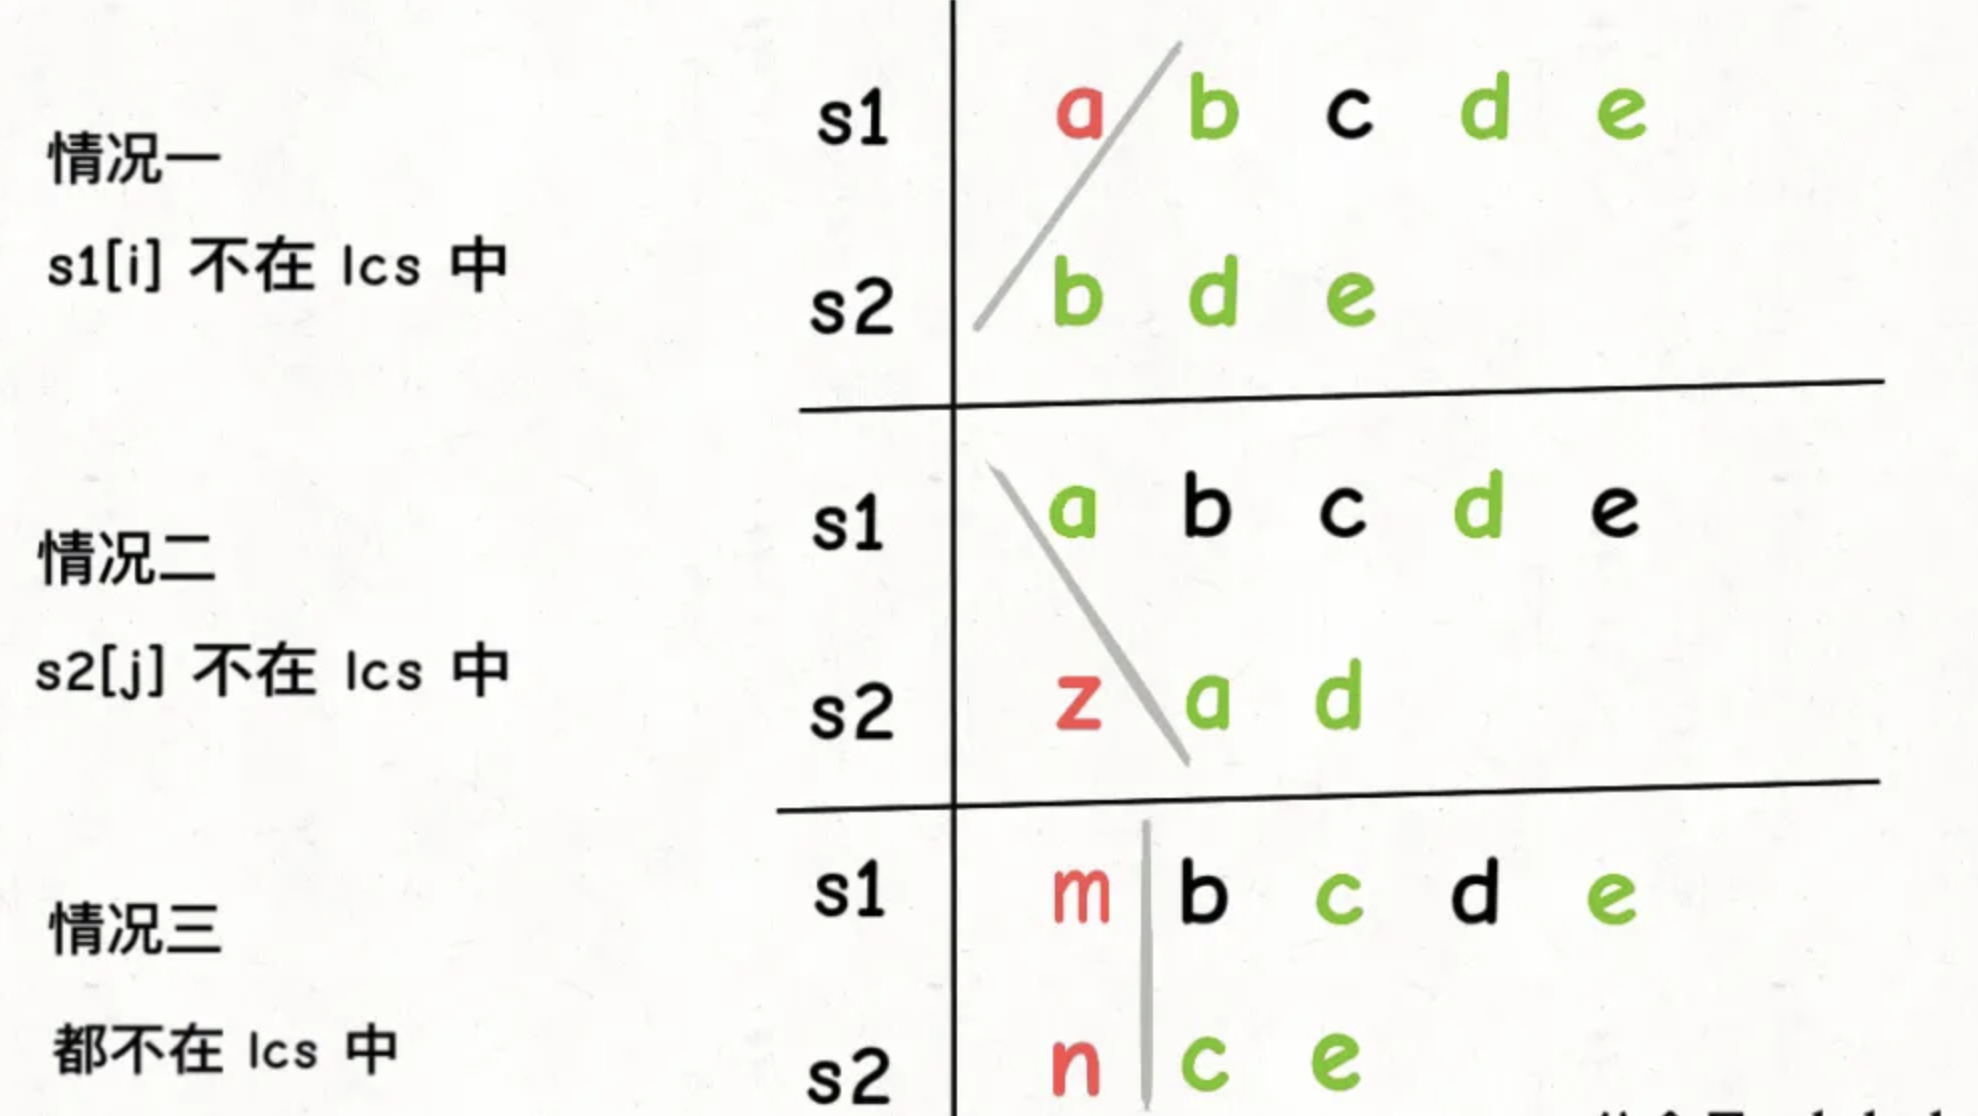 情况一
s1[i] 不在 lcs 中
s1 a b c d e
s2 b d e
情况二
s2[j] 不在 lcs 中
s1 a b c d e
s2 z a d
情况三
都不在 lcs 中
s1 m b c d e
s2 n c e